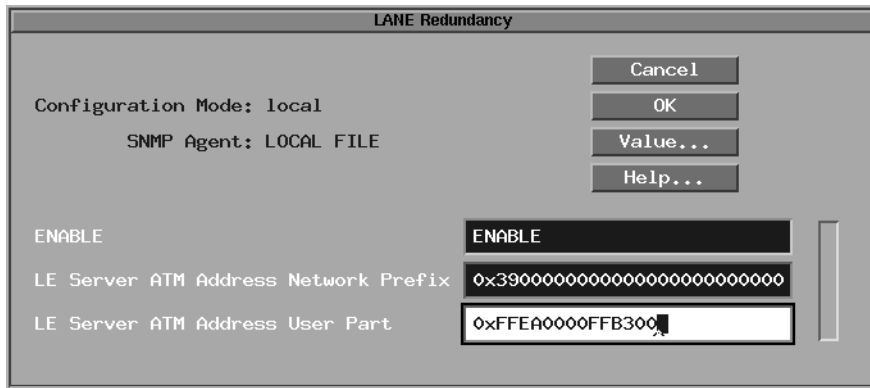 LANE Redundancy
Cancel
Configuration Mode: local
OK
SNMP Agent: LOCAL FILE
Value...
Help...
ENABLE ENABLE
LE Server ATM Address Network Prefix 0x39000000000000000000000000
LE Server ATM Address User Part 0xFFEA0000FFB300